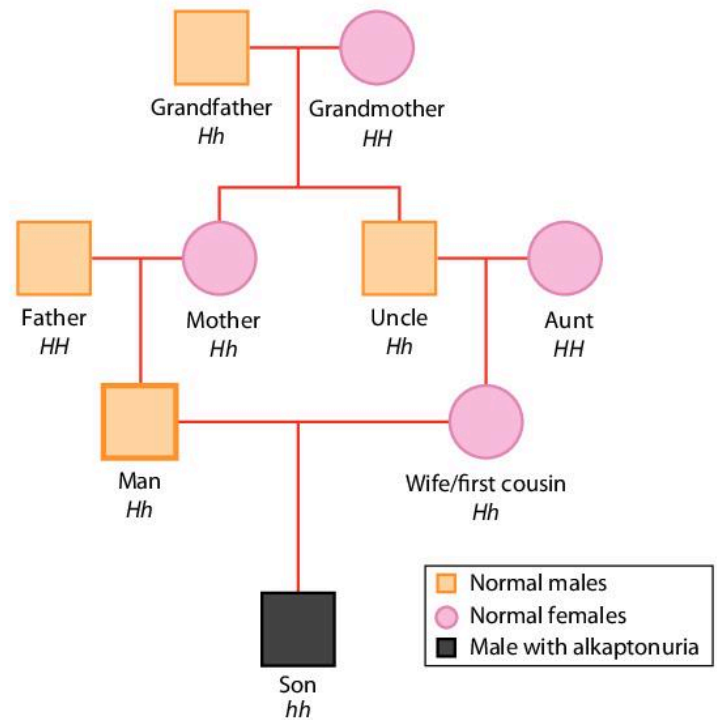 Grandfather
Hh
Grandmother
HH
Father
HH
Mother
Hh
Uncle
Hh
Aunt
HH
Man
Hh
Wife/first cousin
Hh
Normal males
Normal females
Male with alkaptonuria
Son
hh